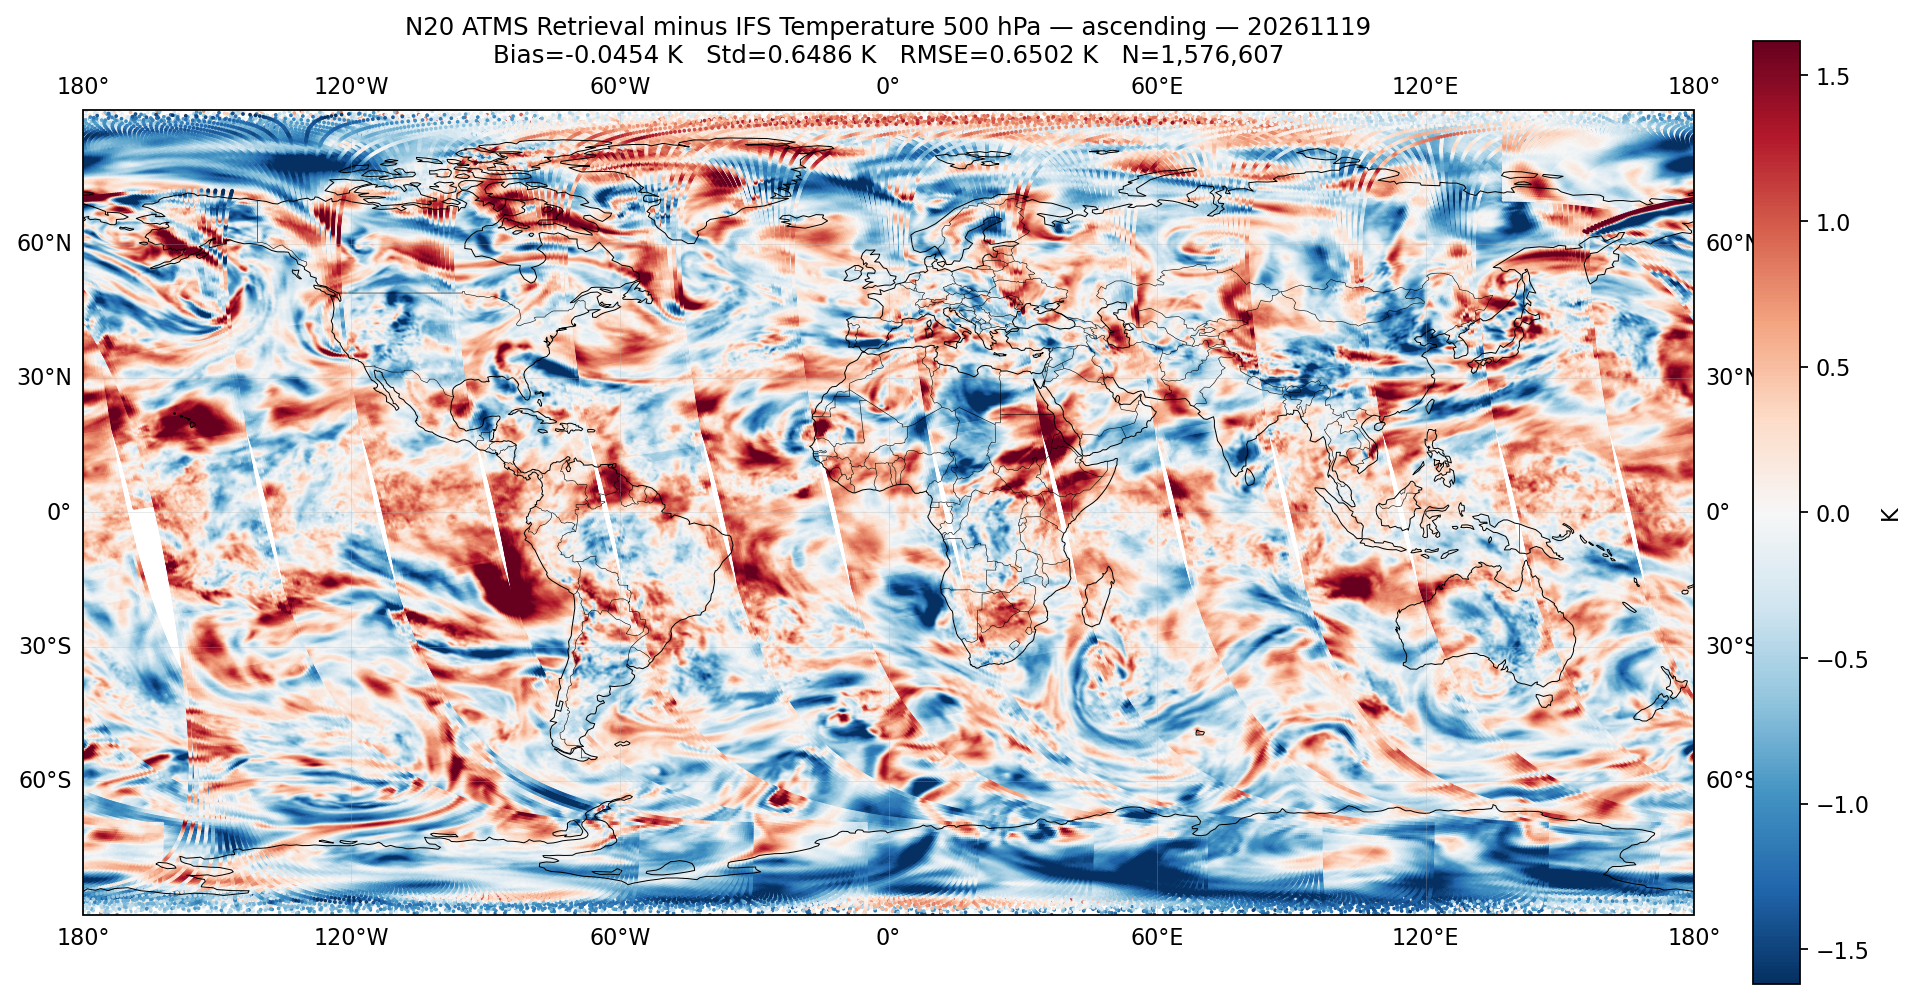 N20 ATMS Retrieval minus IFS Temperature 500 hPa — ascending — 20261119
Bias=-0.0454 K   Std=0.6486 K   RMSE=0.6502 K   N=1,576,607
180° 120°W 60°W 0° 60°E 120°E 180°
60°N 60°N
30°N 30°N
0° 0°
30°S 30°S
60°S 60°S
180° 120°W 60°W 0° 60°E 120°E 180°
1.5
1.0
0.5
0.0
−0.5
−1.0
−1.5
K